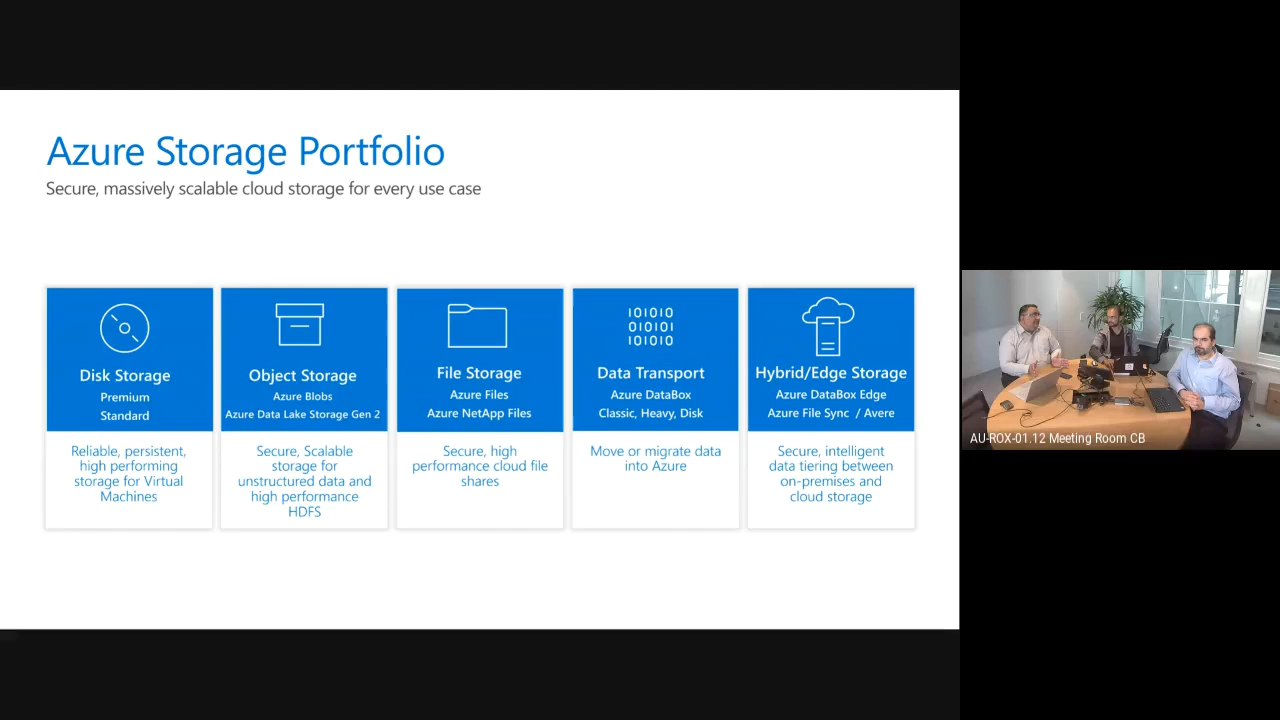 Azure Storage Portfolio
Secure, massively scalable cloud storage for every use case
Disk Storage
Premium
Standard
Reliable, persistent,
high performing
storage for Virtual
Machines
Object Storage
Azure Blobs
Azure Data Lake Storage Gen 2
Secure, Scalable
storage for
unstructured data and
high performance
HDFS
File Storage
Azure Files
Azure NetApp Files
Secure, high
performance cloud file
shares
101010
010101
101010
Data Transport
Azure DataBox
Classic, Heavy, Disk
Move or migrate data
into Azure
Hybrid/Edge Storage
Azure DataBox Edge
Azure File Sync / Avere
Secure, intelligent
data tiering between
on-premises and
cloud storage
AU-ROX-01.12 Meeting Room CB